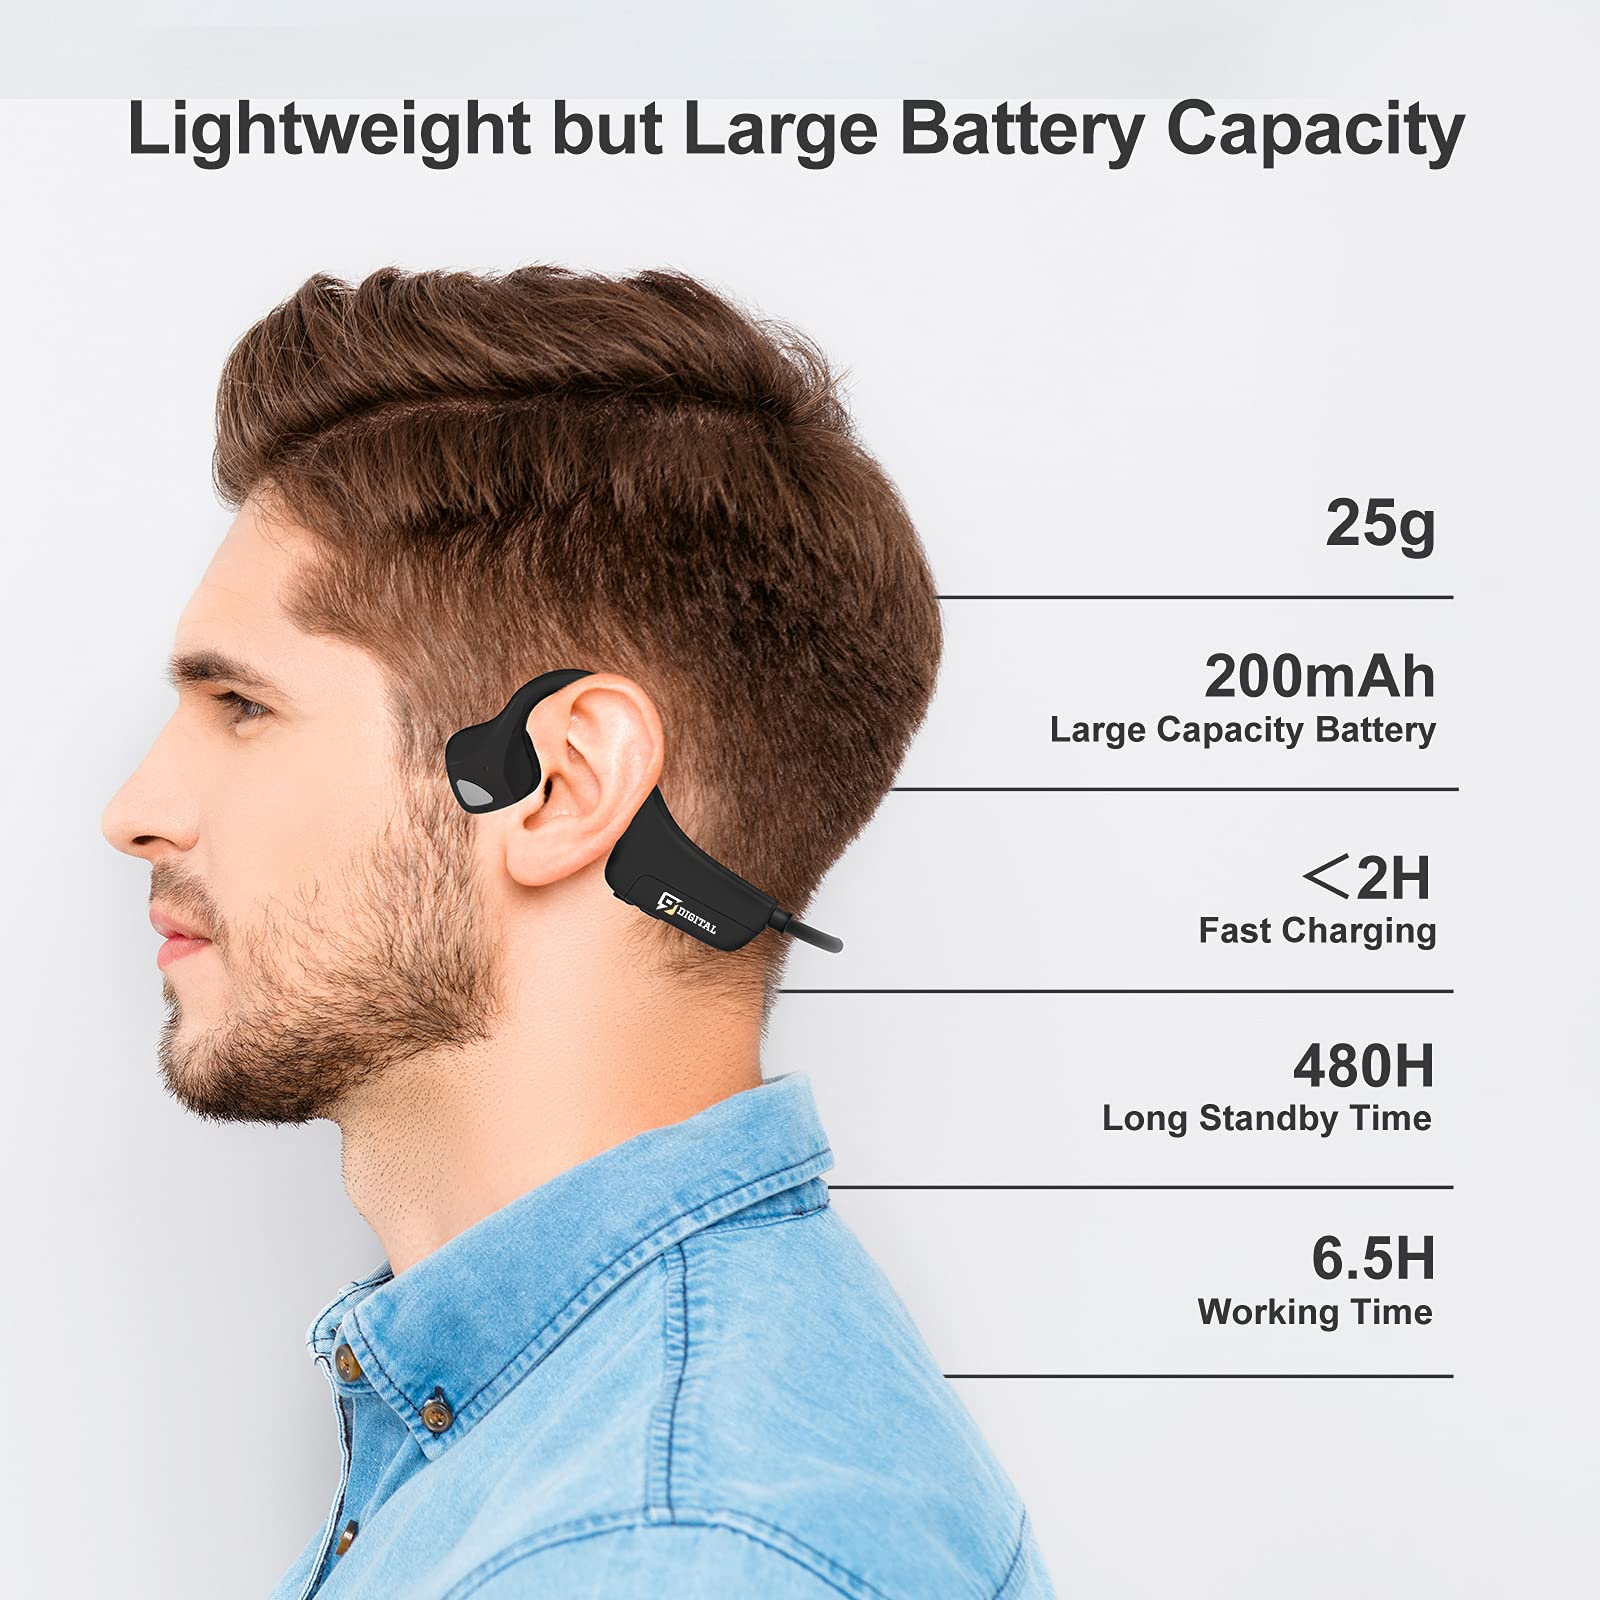 Lightweight but Large Battery Capacity
25g
200mAh
Large Capacity Battery
<2H
Fast Charging
480H
Long Standby Time
6.5H
Working Time
DIGITAL